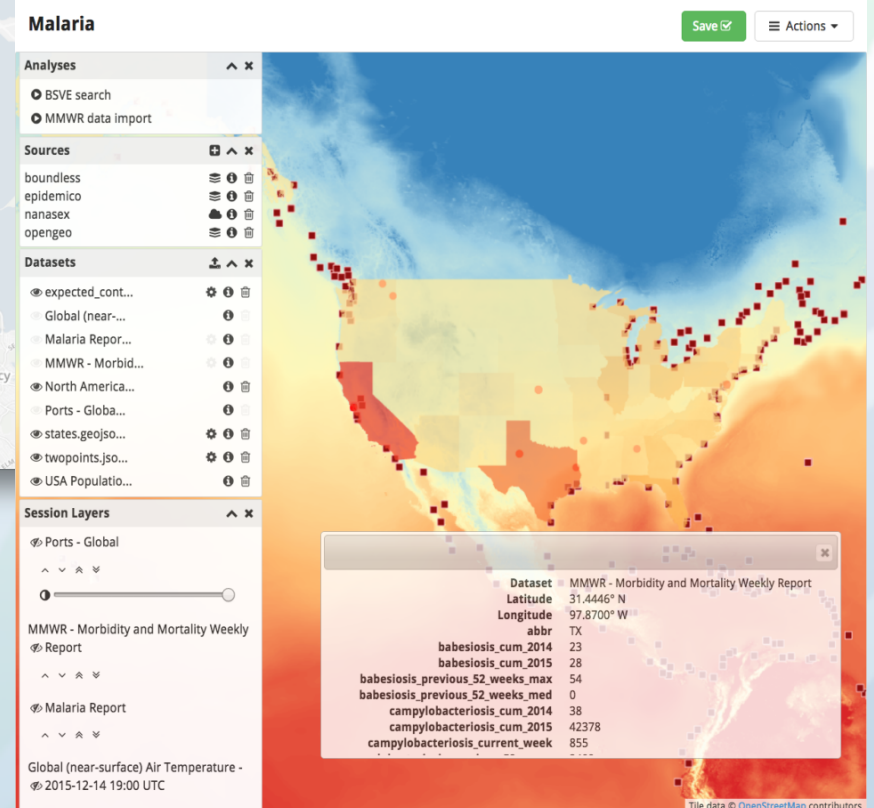 Malaria
Save
Actions
Analyses
BSVE search
MMWR data import
Sources
boundless
epidemico
nanasex
opengeo
Datasets
expected_cont...
Global (near-...
Malaria Repor...
MMWR - Morbid...
North America...
Ports - Globa...
states.geojso...
twopoints.jso...
USA Populatio...
Session Layers
Ports - Global
MMWR - Morbidity and Mortality Weekly
Report
Malaria Report
Global (near-surface) Air Temperature -
2015-12-14 19:00 UTC
Dataset MMWR - Morbidity and Mortality Weekly Report
Latitude 31.4446° N
Longitude 97.8700° W
abbr TX
babesiosis_cum_2014 23
babesiosis_cum_2015 28
babesiosis_previous_52_weeks_max 54
babesiosis_previous_52_weeks_med 0
campylobacteriosis_cum_2014 38
campylobacteriosis_cum_2015 42378
campylobacteriosis_current_week 855
Tile data © OpenStreetMap contributors